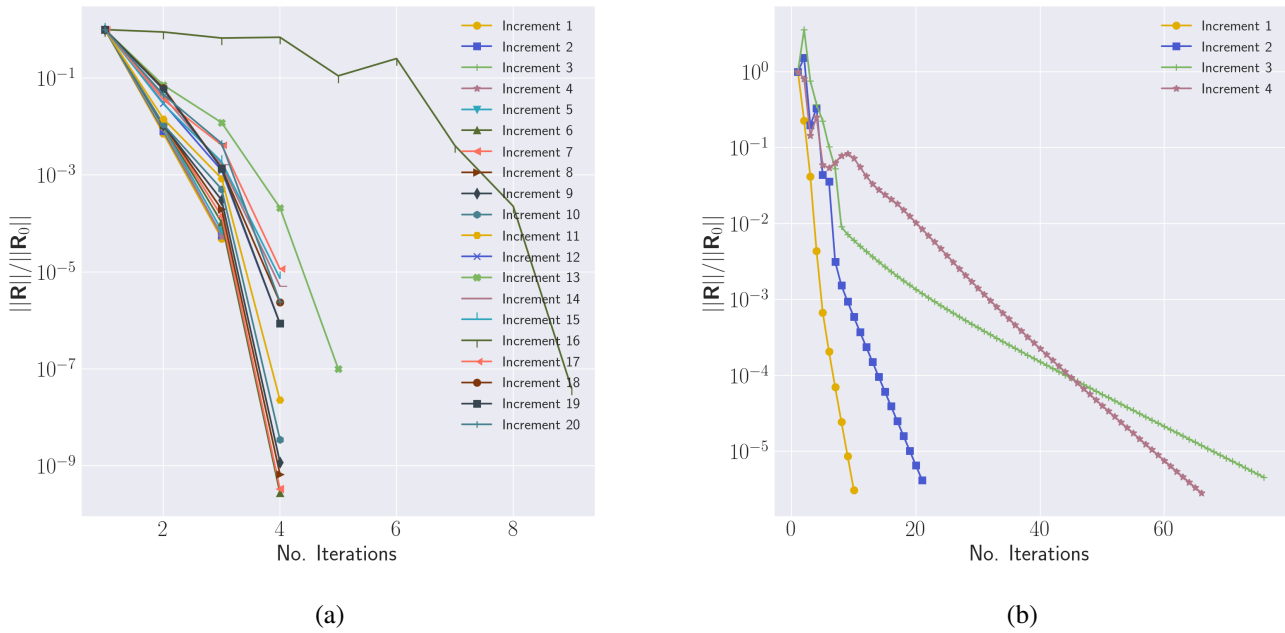 ||R||/||R₀||
10⁻¹
10⁻³
10⁻⁵
10⁻⁷
10⁻⁹
2
4
6
8
No. Iterations
Increment 1
Increment 2
Increment 3
Increment 4
Increment 5
Increment 6
Increment 7
Increment 8
Increment 9
Increment 10
Increment 11
Increment 12
Increment 13
Increment 14
Increment 15
Increment 16
Increment 17
Increment 18
Increment 19
Increment 20
(a)
||R||/||R₀||
10⁰
10⁻¹
10⁻²
10⁻³
10⁻⁴
10⁻⁵
0
20
40
60
No. Iterations
Increment 1
Increment 2
Increment 3
Increment 4
(b)